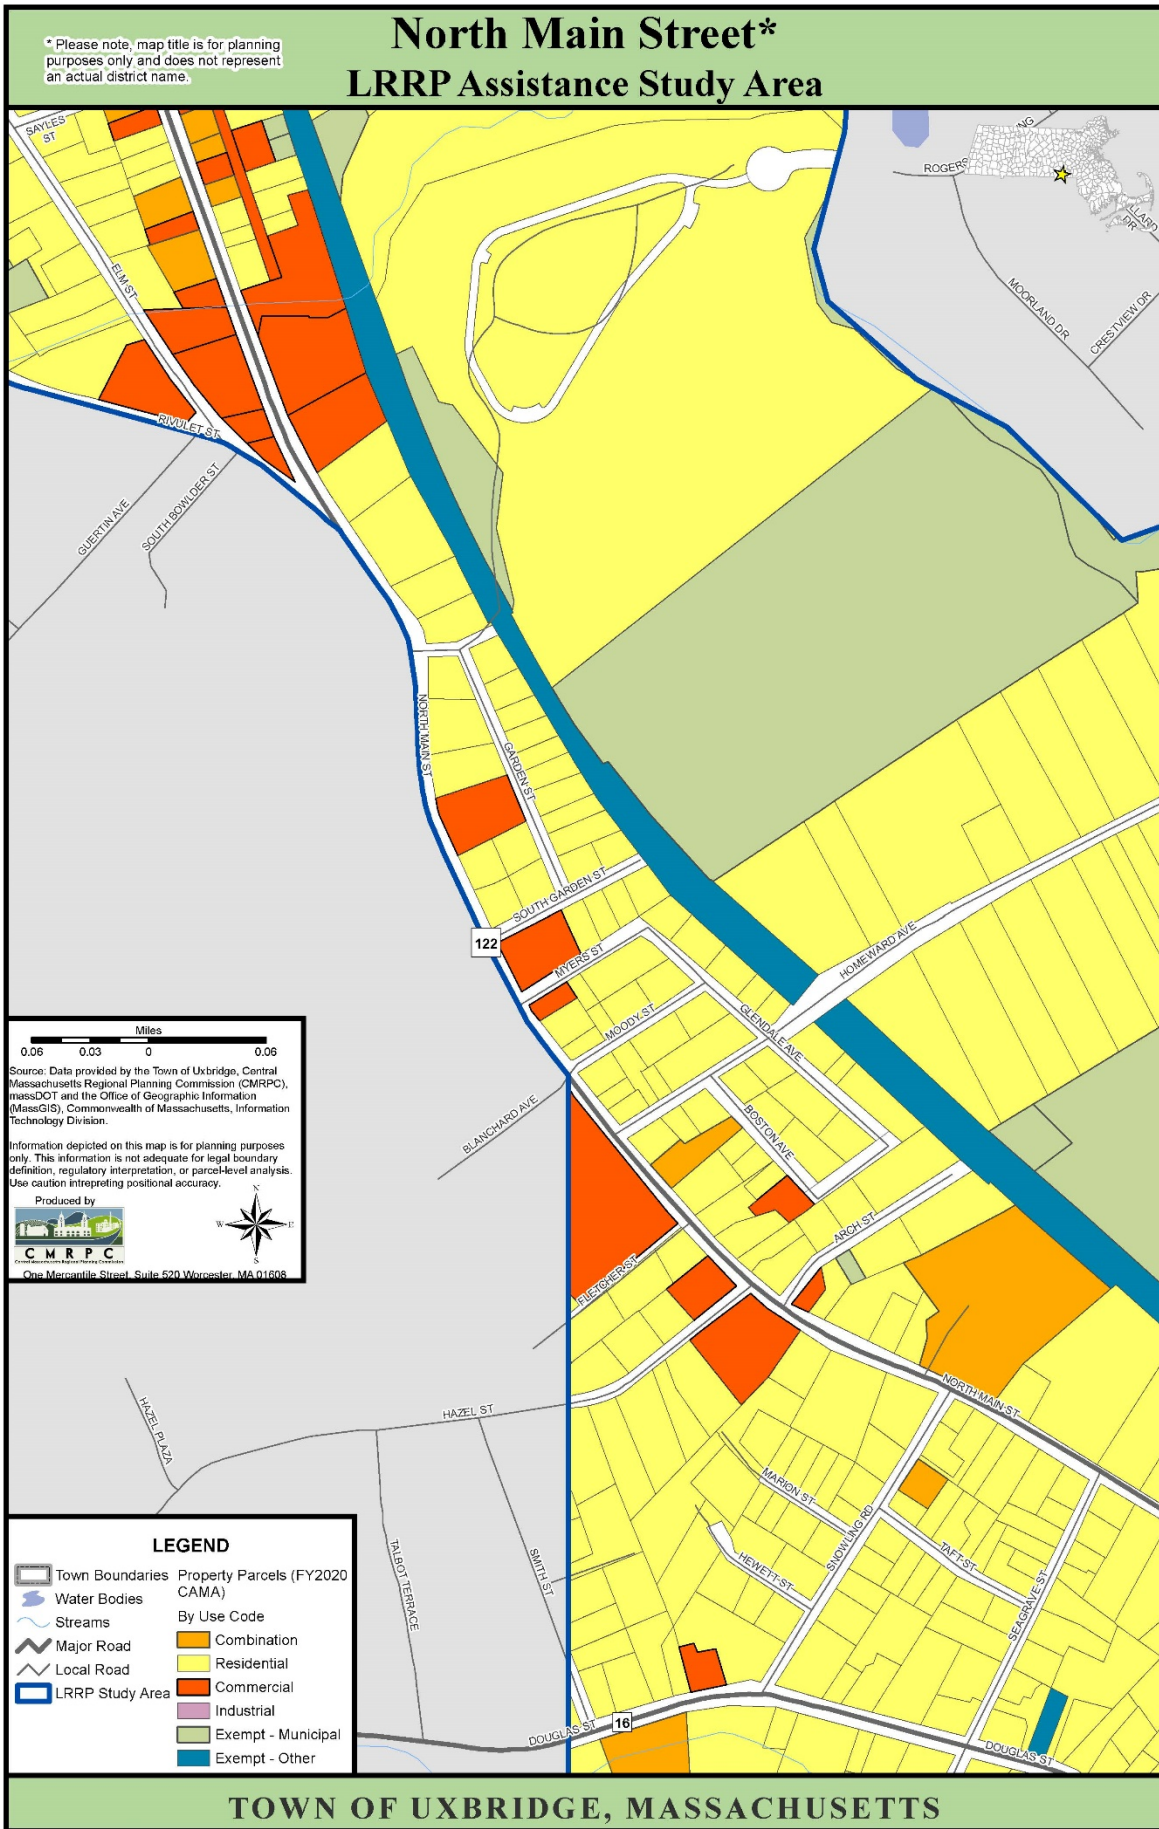 North Main Street*
LRRP Assistance Study Area
* Please note, map title is for planning
purposes only and does not represent
an actual district name.
SAYLES
ST
ELM ST
RIVULET ST
GUERTIN AVE
SOUTH BOWLDER ST
ROGERS
NG
LLARD
DR
MOORLAND DR
CRESTVIEW DR
NORTH MAIN ST
GARDEN ST
SOUTH GARDEN ST
122
MYERS ST
MOODY ST
GLENDALE AVE
HOMEWARD AVE
BLANCHARD AVE
BOSTON AVE
ARCH ST
FLETCHER ST
NORTH MAIN ST
HAZEL ST
HAZEL PLAZA
TALBOT TERRACE
SMITH ST
MARION ST
HEWETT ST
SNOWLING RD
TAFT ST
SEAGRAVE ST
DOUGLAS ST
16
DOUGLAS ST
Miles
0.06 0.03 0 0.06
Source: Data provided by the Town of Uxbridge, Central
Massachusetts Regional Planning Commission (CMRPC),
massDOT and the Office of Geographic Information
(MassGIS), Commonwealth of Massachusetts, Information
Technology Division.
Information depicted on this map is for planning purposes
only. This information is not adequate for legal boundary
definition, regulatory interpretation, or parcel-level analysis.
Use caution intrepreting positional accuracy.
Produced by
C M R P C
Central Massachusetts Regional Planning Commission
N
W E
S
One Mercantile Street, Suite 520 Worcester, MA 01608
LEGEND
Town Boundaries
Water Bodies
Streams
Major Road
Local Road
LRRP Study Area
Property Parcels (FY2020
CAMA)
By Use Code
Combination
Residential
Commercial
Industrial
Exempt - Municipal
Exempt - Other
TOWN OF UXBRIDGE, MASSACHUSETTS